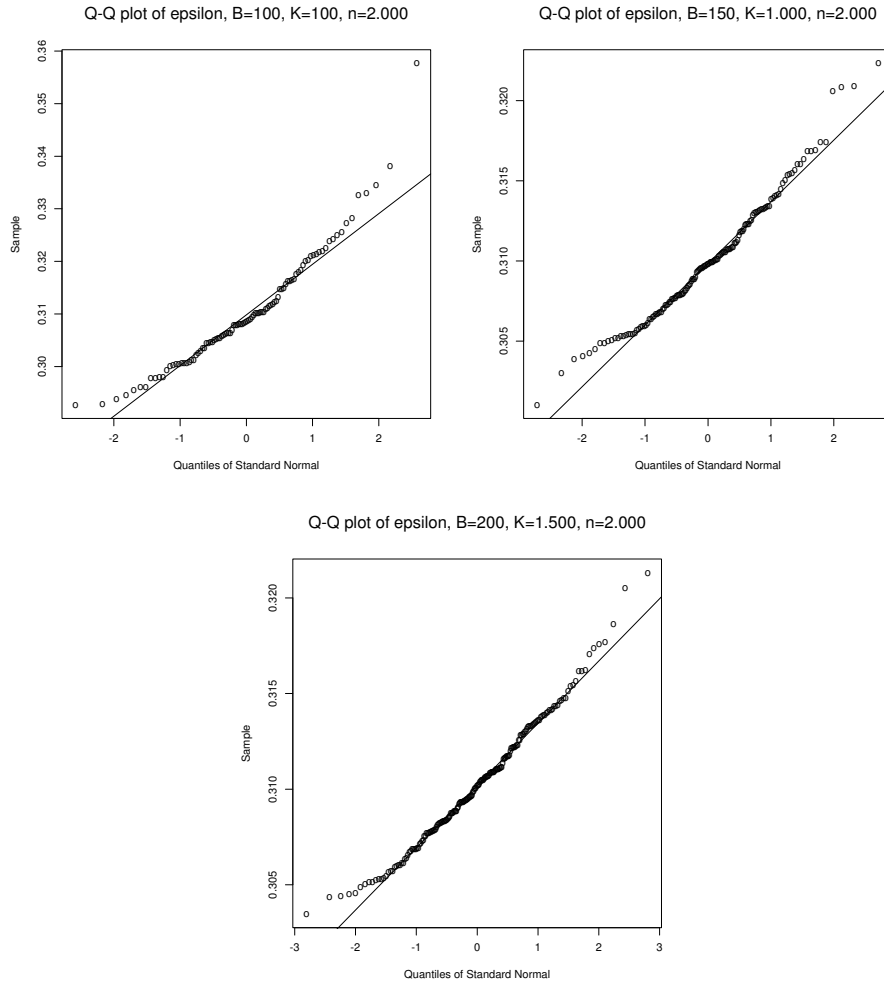 Q-Q plot of epsilon, B=100, K=100, n=2.000
0.36
0.35
0.34
0.33
0.32
0.31
0.30
Sample
-2 -1 0 1 2
Quantiles of Standard Normal
Q-Q plot of epsilon, B=150, K=1.000, n=2.000
0.320
0.315
0.310
0.305
Sample
-2 -1 0 1 2
Quantiles of Standard Normal
Q-Q plot of epsilon, B=200, K=1.500, n=2.000
0.320
0.315
0.310
0.305
Sample
-3 -2 -1 0 1 2 3
Quantiles of Standard Normal